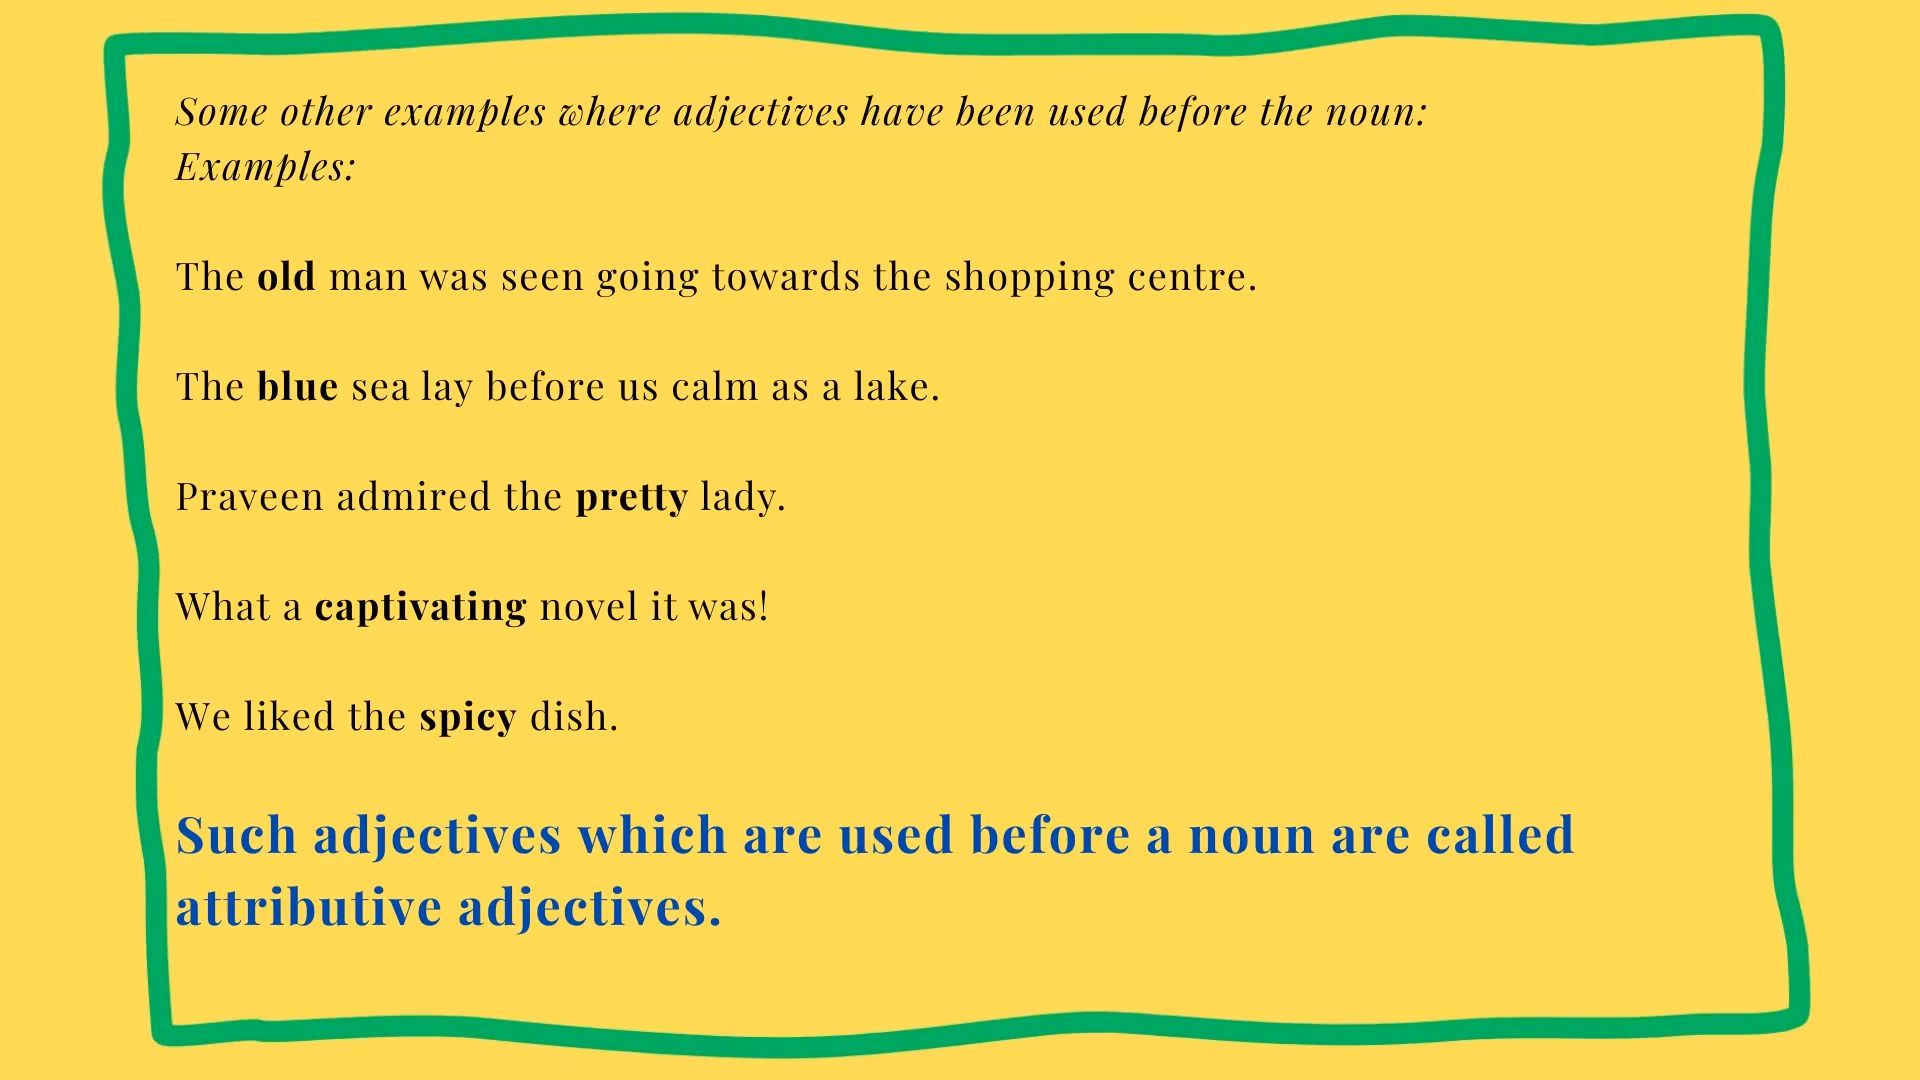 Some other examples where adjectives have been used before the noun:
Examples:
The old man was seen going towards the shopping centre.
The blue sea lay before us calm as a lake.
Praveen admired the pretty lady.
What a captivating novel it was!
We liked the spicy dish.
Such adjectives which are used before a noun are called
attributive adjectives.